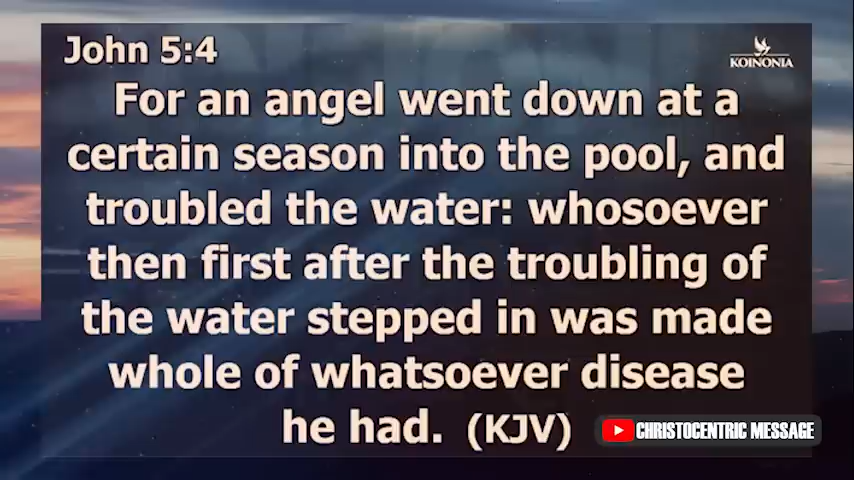 John 5:4
KOINONIA
For an angel went down at a
certain season into the pool, and
troubled the water: whosoever
then first after the troubling of
the water stepped in was made
whole of whatsoever disease
he had. (KJV)
CHRISTOCENTRIC MESSAGE